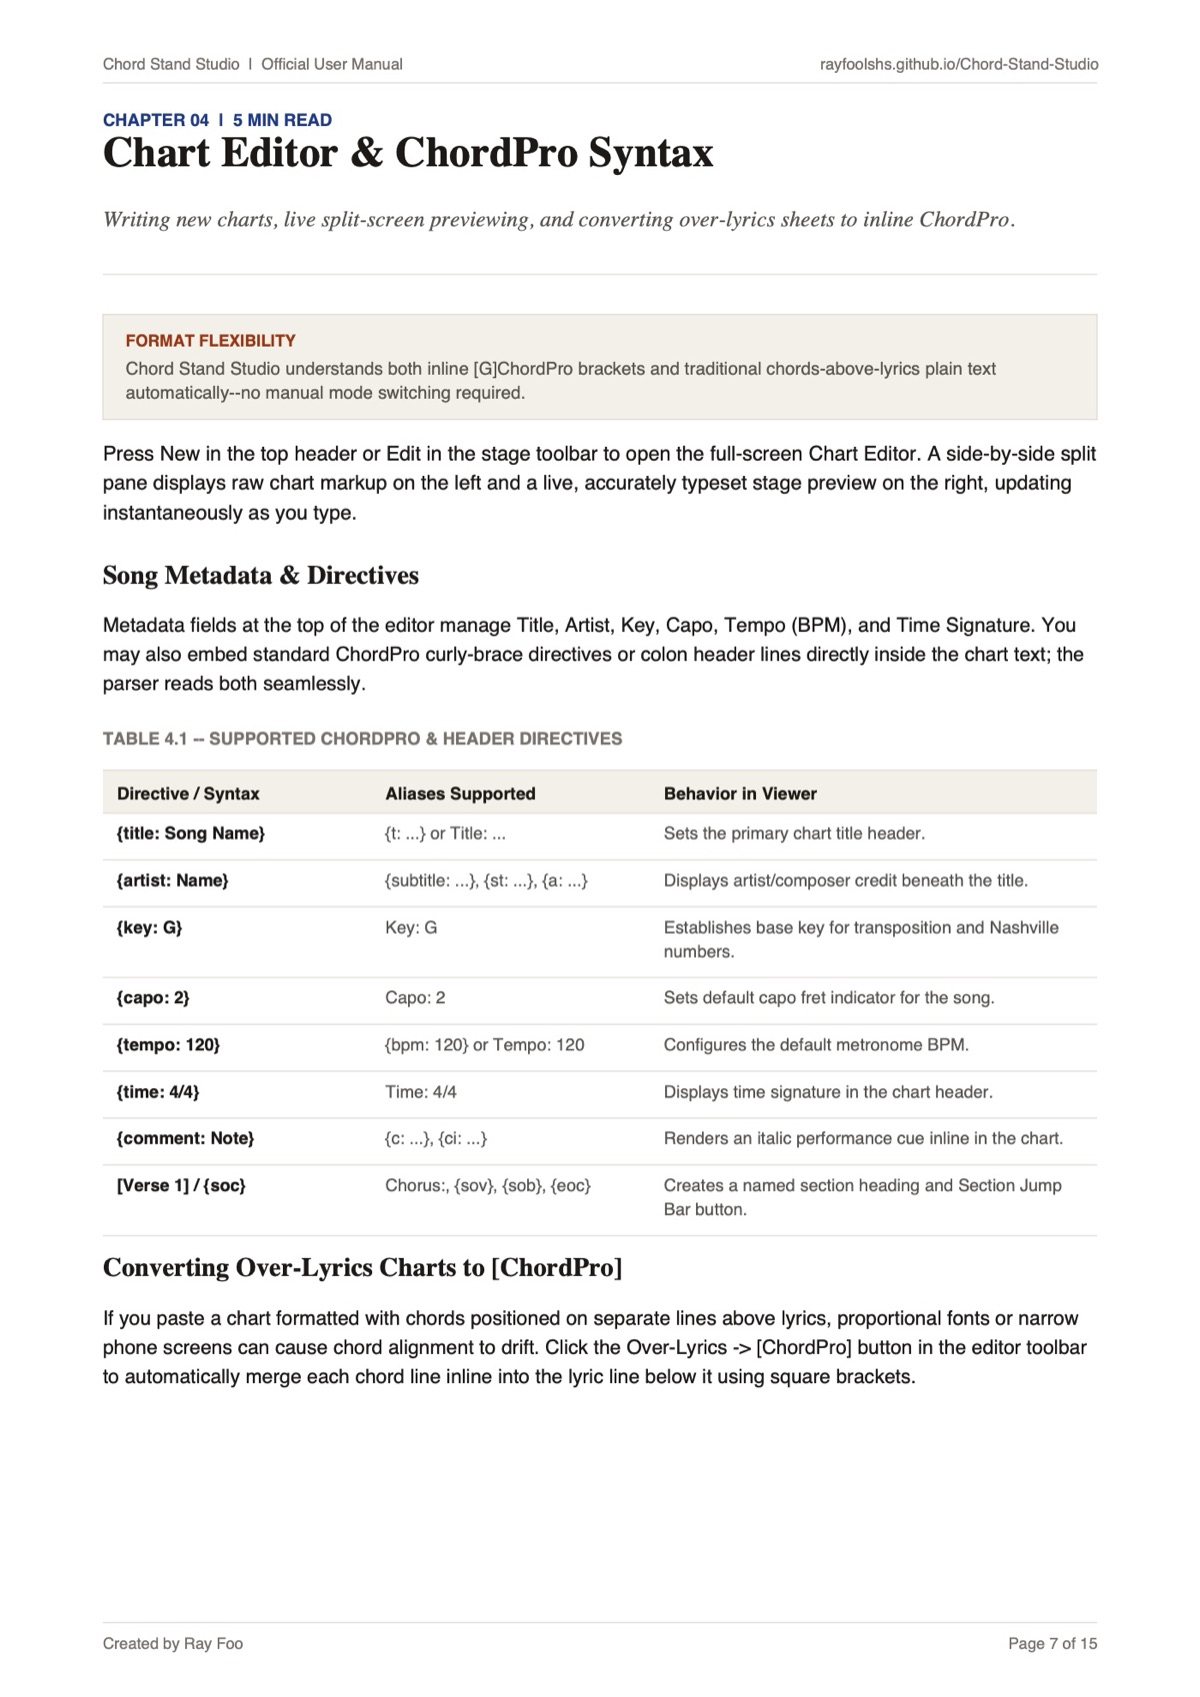 Chord Stand Studio | Official User Manual
rayfoolshs.github.io/Chord-Stand-Studio
CHAPTER 04 | 5 MIN READ
Chart Editor & ChordPro Syntax
Writing new charts, live split-screen previewing, and converting over-lyrics sheets to inline ChordPro.
FORMAT FLEXIBILITY
Chord Stand Studio understands both inline [G]ChordPro brackets and traditional chords-above-lyrics plain text
automatically--no manual mode switching required.
Press New in the top header or Edit in the stage toolbar to open the full-screen Chart Editor. A side-by-side split
pane displays raw chart markup on the left and a live, accurately typeset stage preview on the right, updating
instantaneously as you type.
Song Metadata & Directives
Metadata fields at the top of the editor manage Title, Artist, Key, Capo, Tempo (BPM), and Time Signature. You
may also embed standard ChordPro curly-brace directives or colon header lines directly inside the chart text; the
parser reads both seamlessly.
TABLE 4.1 -- SUPPORTED CHORDPRO & HEADER DIRECTIVES
Directive / Syntax Aliases Supported Behavior in Viewer
{title: Song Name} {t: ...} or Title: ... Sets the primary chart title header.
{artist: Name} {subtitle: ...}, {st: ...}, {a: ...} Displays artist/composer credit beneath the title.
{key: G} Key: G Establishes base key for transposition and Nashville
numbers.
{capo: 2} Capo: 2 Sets default capo fret indicator for the song.
{tempo: 120} {bpm: 120} or Tempo: 120 Configures the default metronome BPM.
{time: 4/4} Time: 4/4 Displays time signature in the chart header.
{comment: Note} {c: ...}, {ci: ...} Renders an italic performance cue inline in the chart.
[Verse 1] / {soc} Chorus:, {sov}, {sob}, {eoc} Creates a named section heading and Section Jump
Bar button.
Converting Over-Lyrics Charts to [ChordPro]
If you paste a chart formatted with chords positioned on separate lines above lyrics, proportional fonts or narrow
phone screens can cause chord alignment to drift. Click the Over-Lyrics -> [ChordPro] button in the editor toolbar
to automatically merge each chord line inline into the lyric line below it using square brackets.
Created by Ray Foo
Page 7 of 15